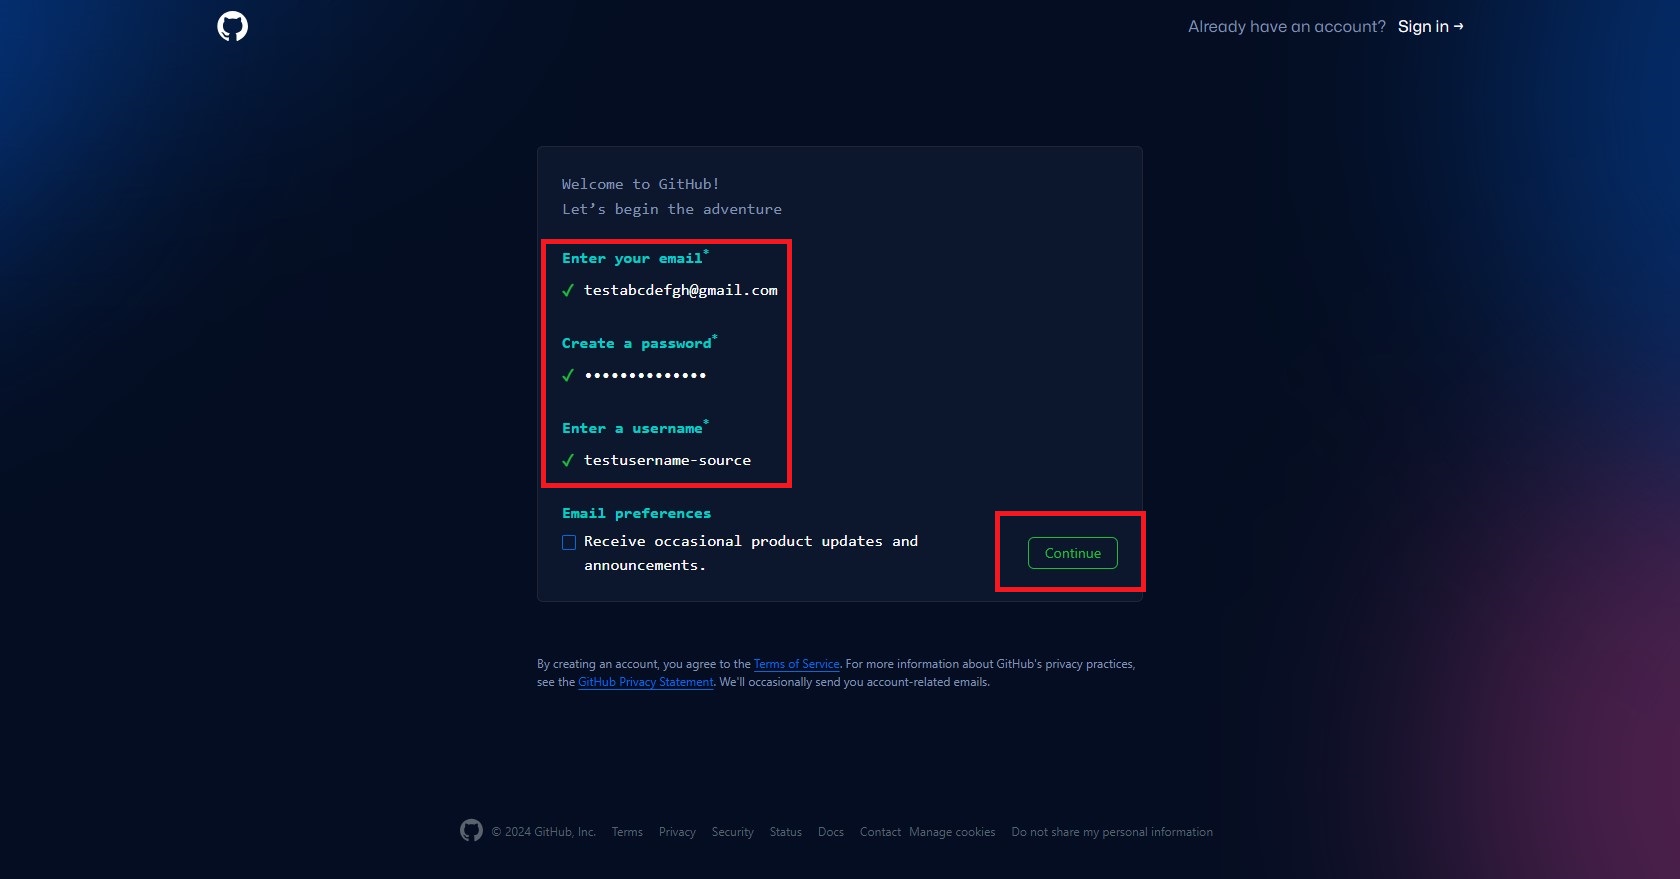 Already have an account? Sign in →
Welcome to GitHub!
Let’s begin the adventure
Enter your email*
✓ testabcdefgh@gmail.com
Create a password*
✓ ••••••••••••••
Enter a username*
✓ testusername-source
Email preferences
Receive occasional product updates and
announcements.
Continue
By creating an account, you agree to the Terms of Service. For more information about GitHub's privacy practices,
see the GitHub Privacy Statement. We'll occasionally send you account-related emails.
© 2024 GitHub, Inc. Terms Privacy Security Status Docs Contact Manage cookies Do not share my personal information